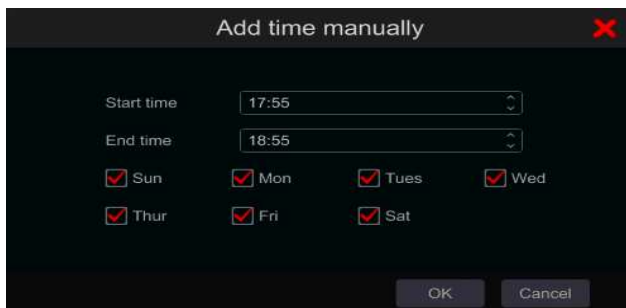 Add time manually
Start time 17:55
End time 18:55
Sun Mon Tues Wed
Thur Fri Sat
OK Cancel